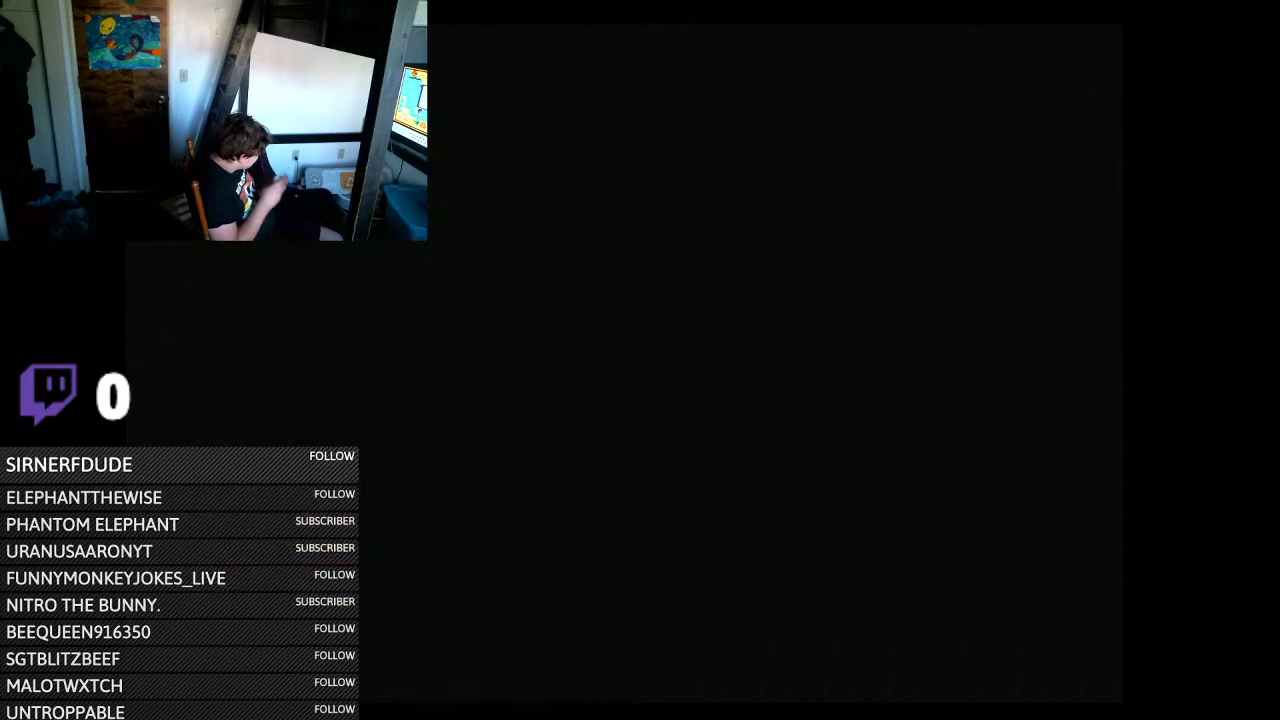 0
SIRNERFDUDE FOLLOW
ELEPHANTTHEWISE FOLLOW
PHANTOM ELEPHANT SUBSCRIBER
URANUSAARONYT SUBSCRIBER
FUNNYMONKEYJOKES_LIVE FOLLOW
NITRO THE BUNNY. SUBSCRIBER
BEEQUEEN916350 FOLLOW
SGTBLITZBEEF FOLLOW
MALOTWXTCH FOLLOW
UNTROPPABLE FOLLOW